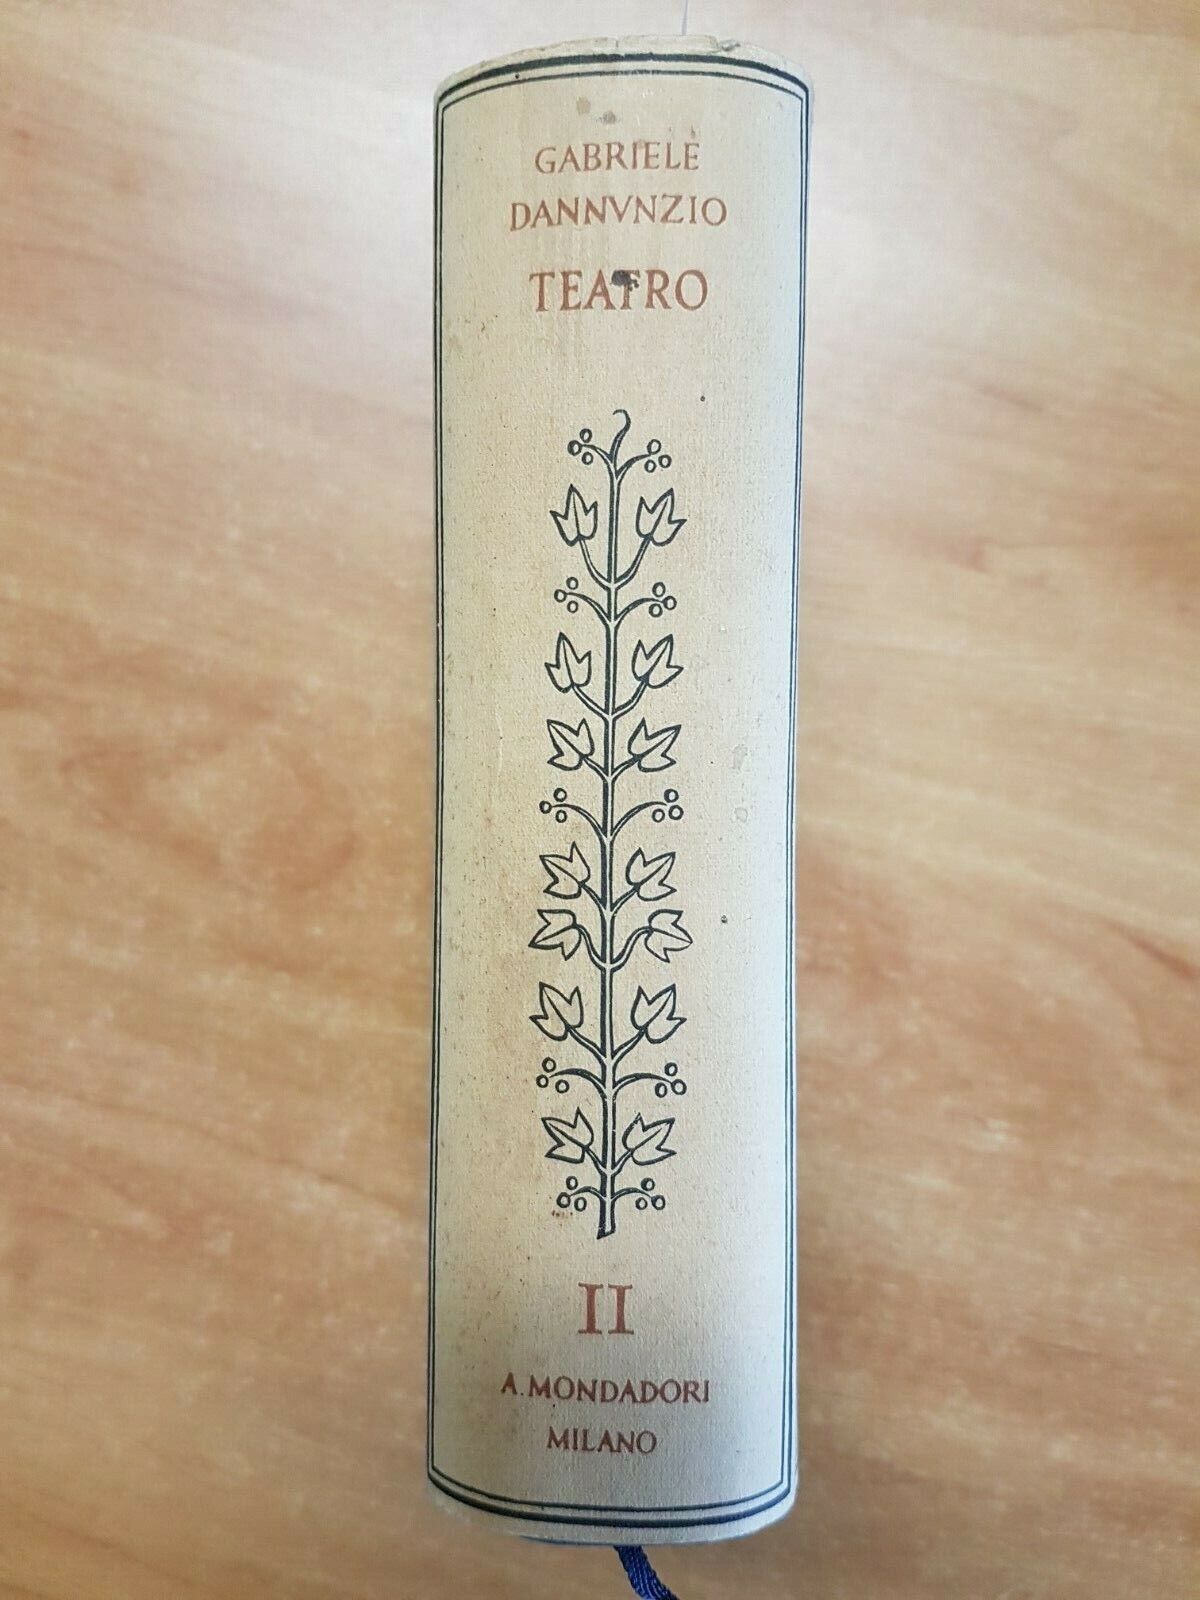 GABRIELE
DANNVNZIO
TEATRO
II
A. MONDADORI
MILANO